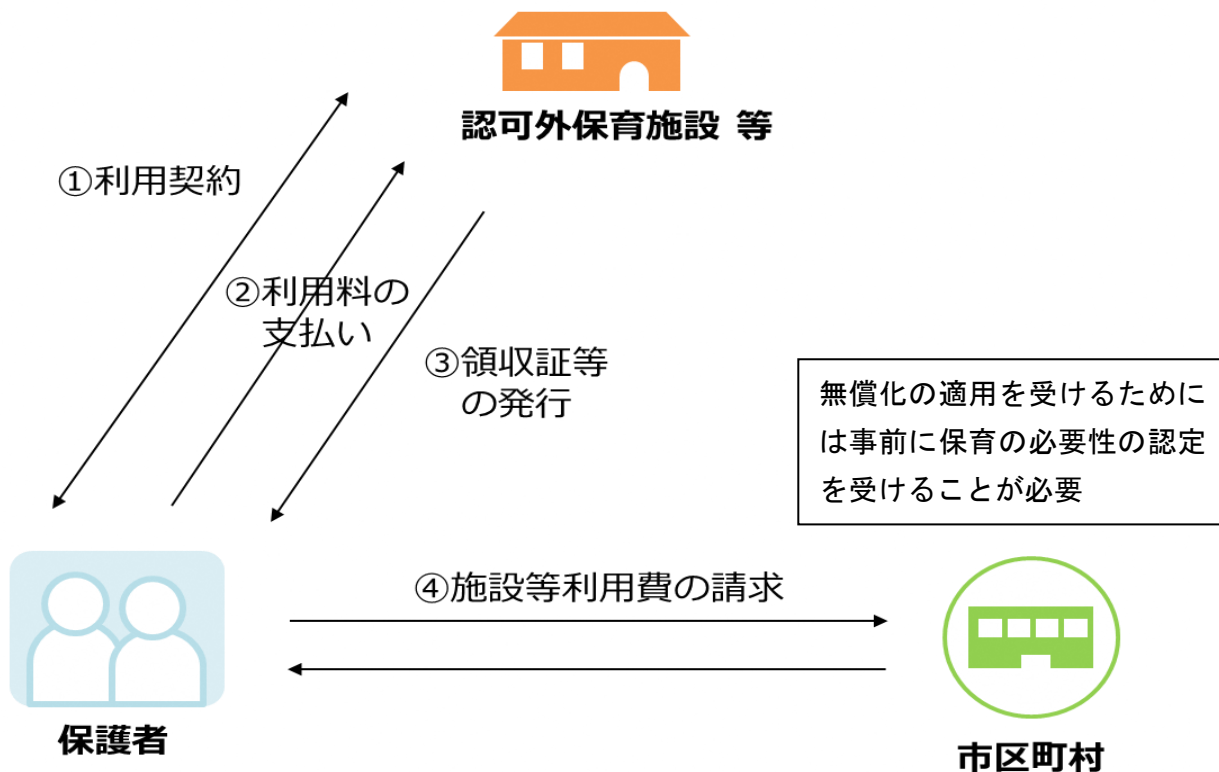 認可外保育施設 等
①利用契約
②利用料の
支払い
③領収証等
の発行
無償化の適用を受けるために
は事前に保育の必要性の認定
を受けることが必要
④施設等利用費の請求
保護者
市区町村